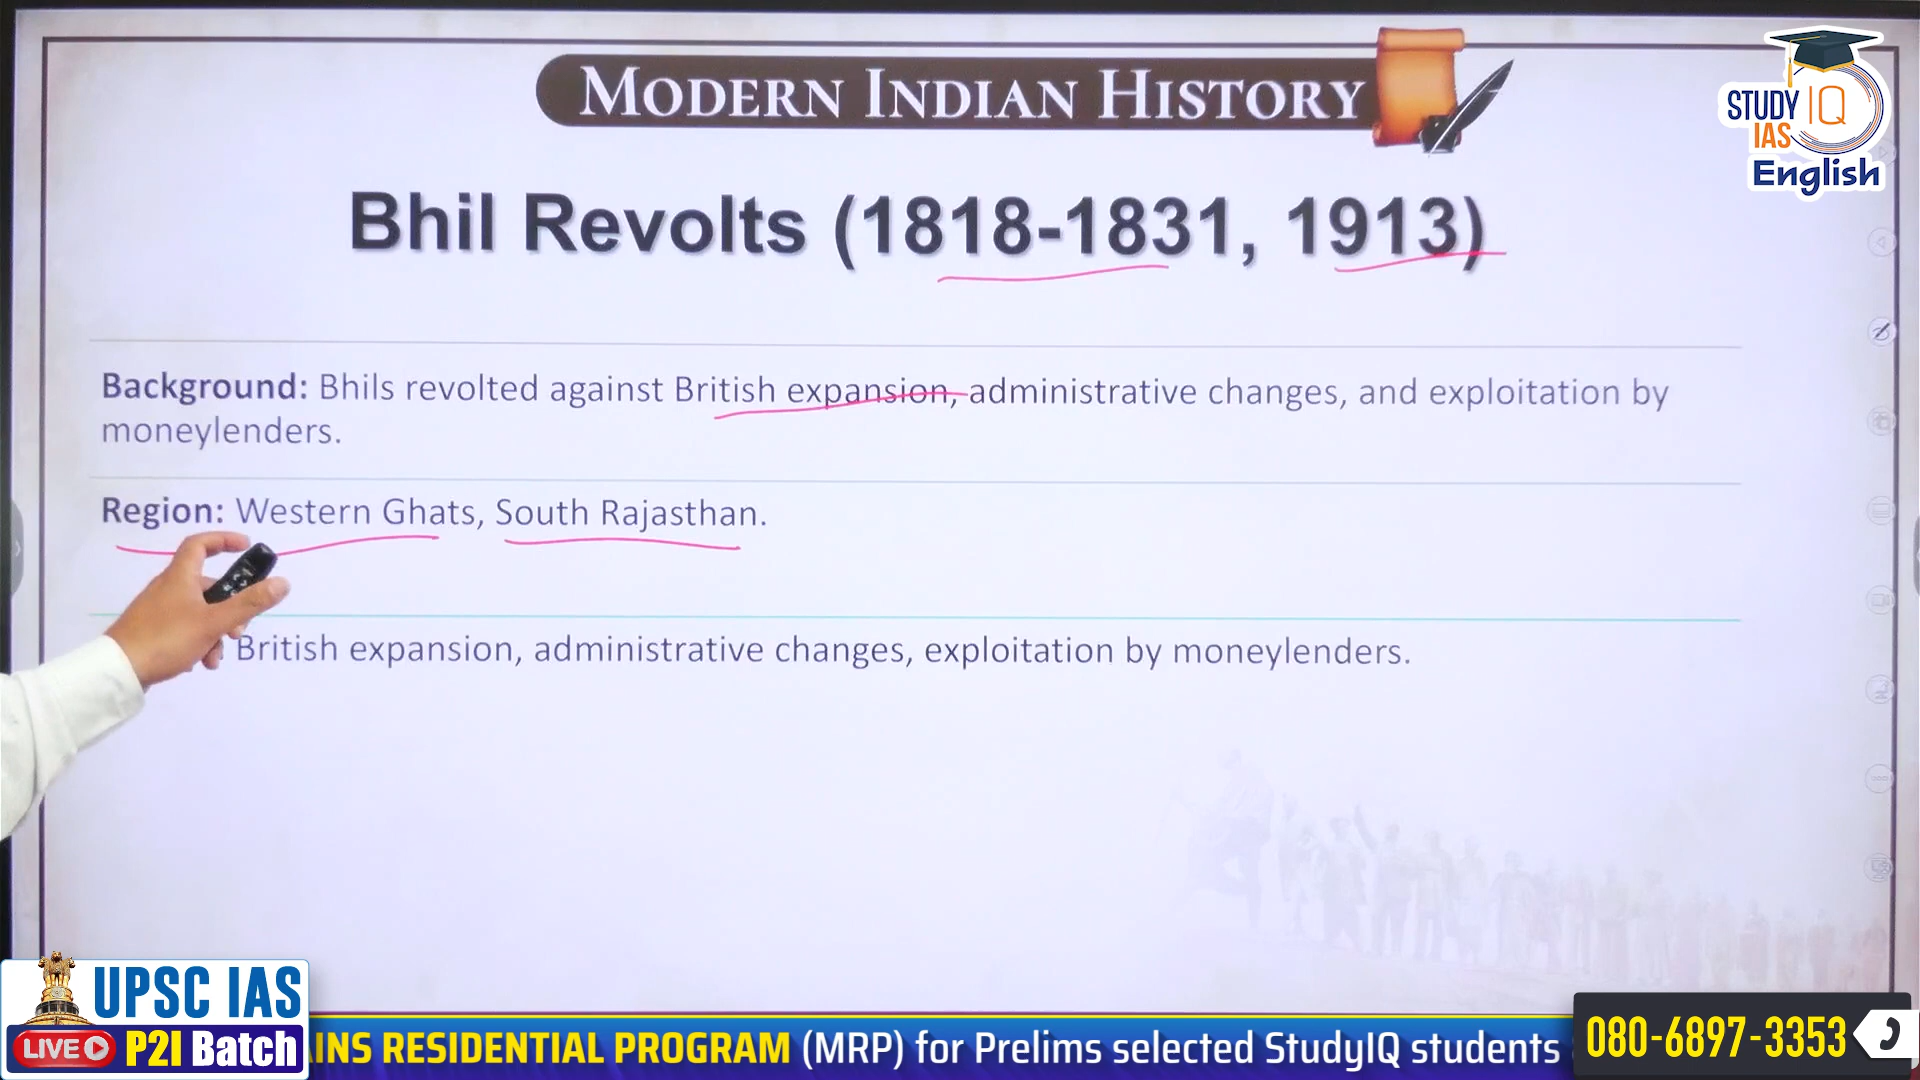 MODERN INDIAN HISTORY
STUDY IQ
IAS
English
Bhil Revolts (1818-1831, 1913)
Background: Bhils revolted against British expansion, administrative changes, and exploitation by
moneylenders.
Region: Western Ghats, South Rajasthan.
British expansion, administrative changes, exploitation by moneylenders.
UPSC IAS
LIVE P2I Batch
INS RESIDENTIAL PROGRAM (MRP) for Prelims selected StudyIQ students
080-6897-3353